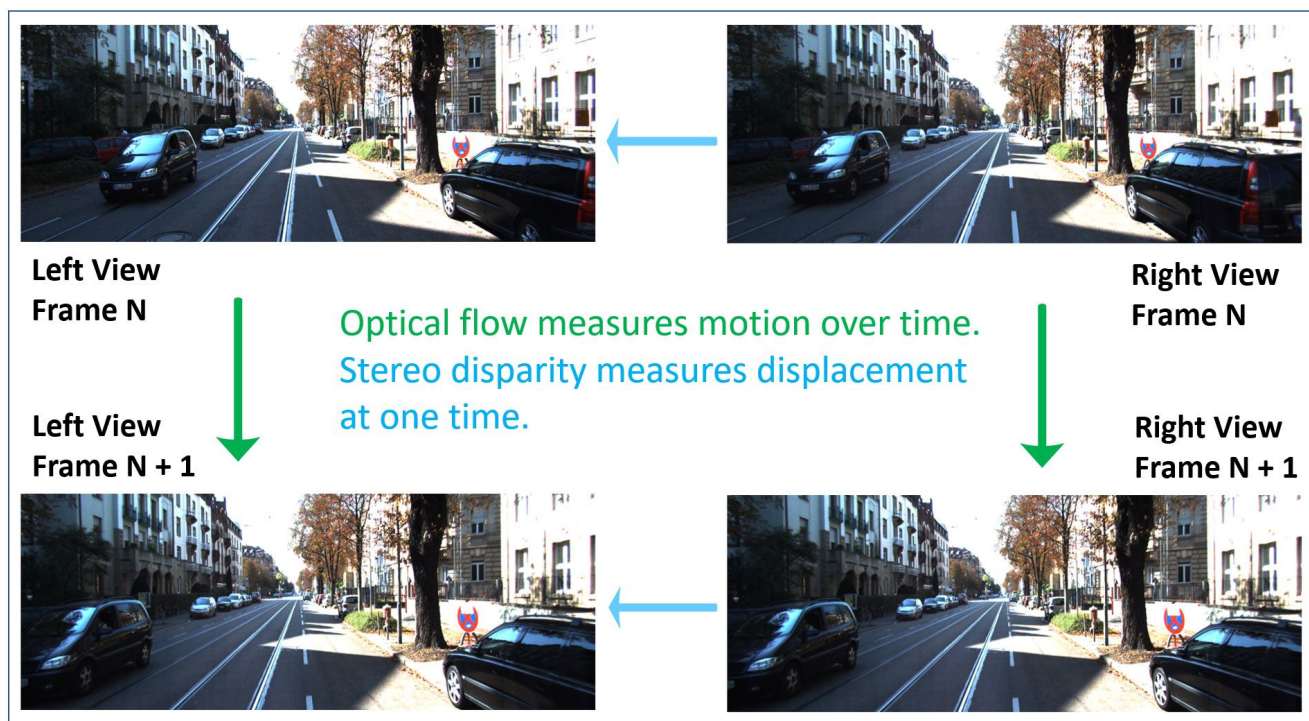 Left View
Frame N
Right View
Frame N
Optical flow measures motion over time.
Stereo disparity measures displacement
at one time.
Left View
Frame N + 1
Right View
Frame N + 1